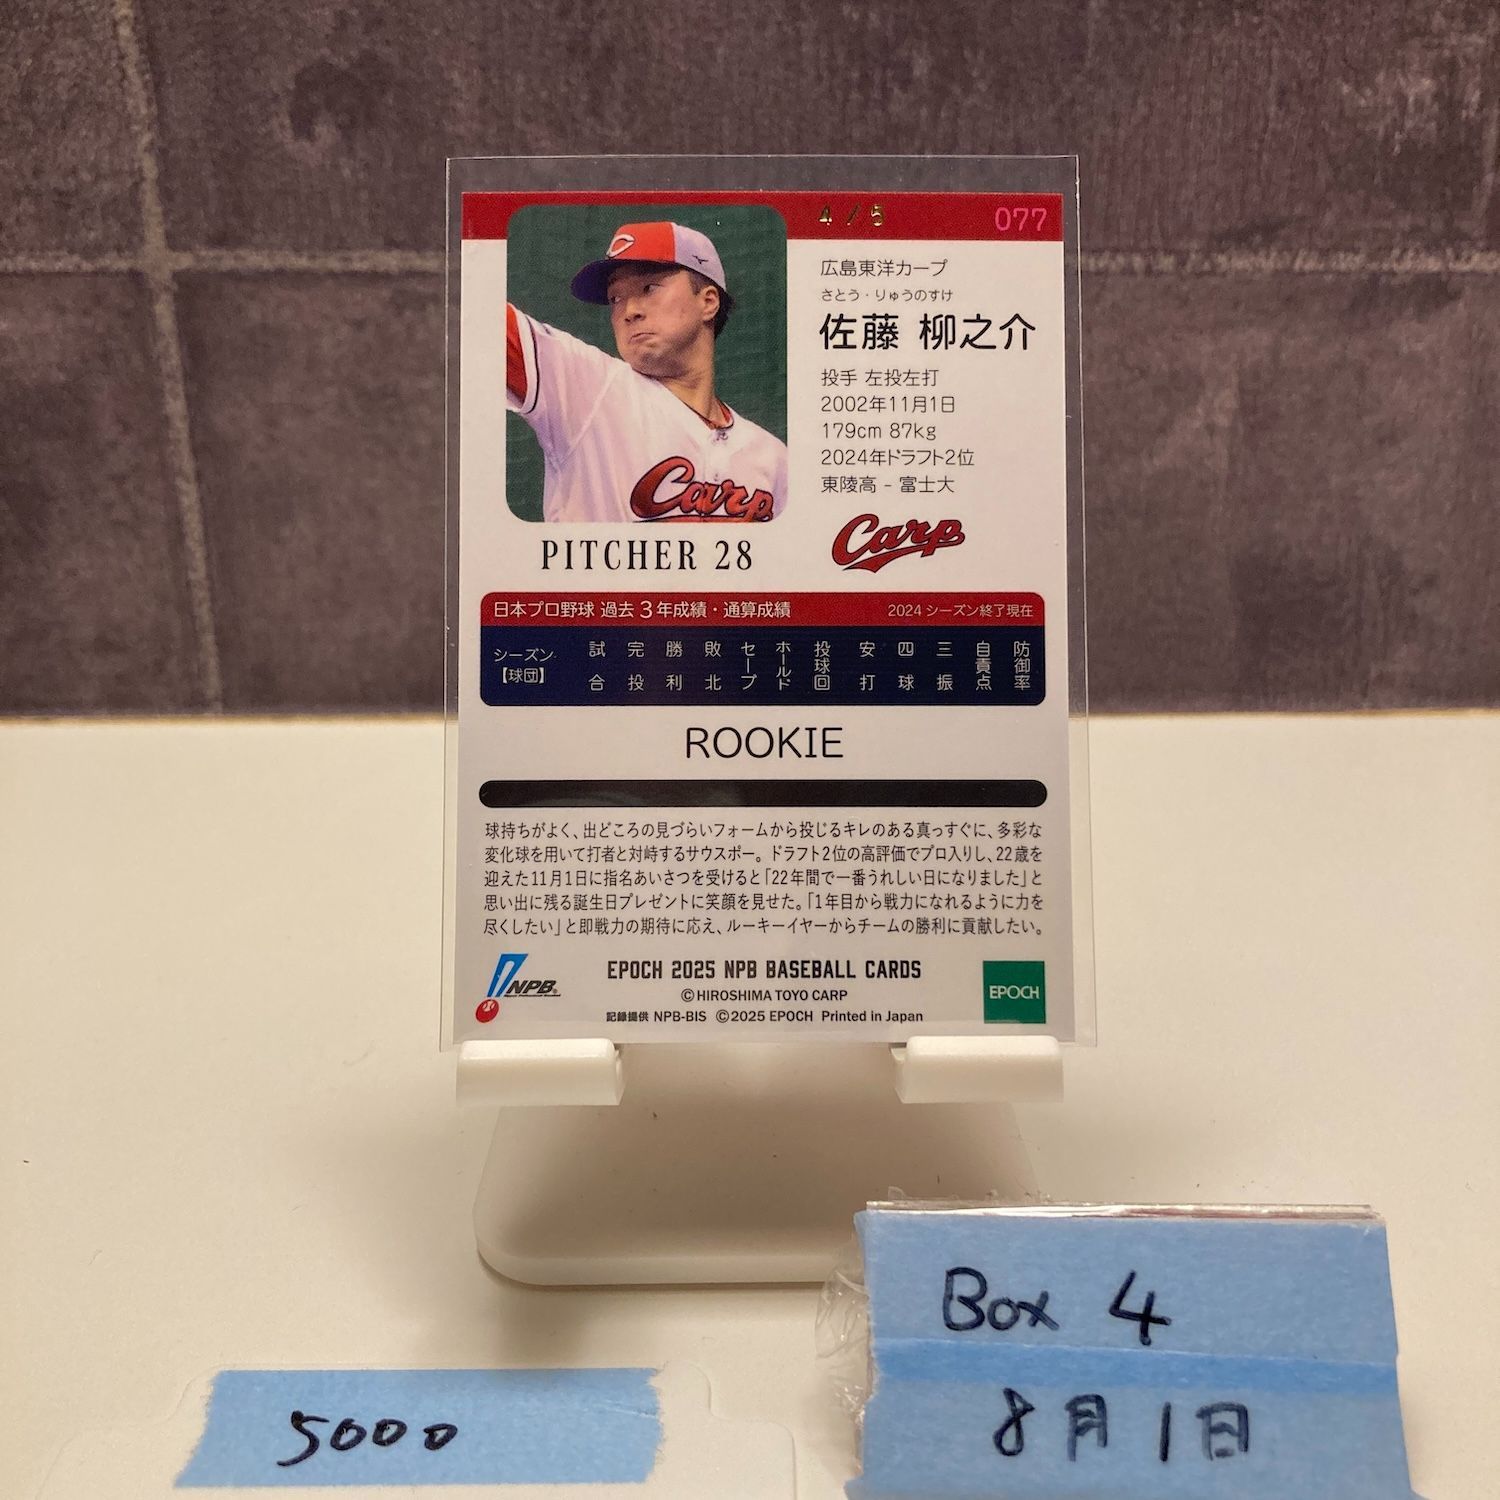 4/5
077
C
広島東洋カープ
さとう・りゅうのすけ
佐藤 柳之介
投手 左投左打
2002年11月1日
179cm 87kg
2024年ドラフト2位
東陵高 - 富士大
Carp
Carp
PITCHER 28
日本プロ野球 過去3年成績・通算成績
2024 シーズン終了現在
シーズン【球団】 試合 完投 勝利 敗北 セーブ ホールド 投球回 安打 四球 三振 自責点 防御率
ROOKIE
球持ちがよく、出どころの見づらいフォームから投じるキレのある真っすぐに、多彩な
変化球を用いて打者と対峙するサウスポー。ドラフト2位の高評価でプロ入りし、22歳を
迎えた11月1日に指名あいさつを受けると「22年間で一番うれしい日になりました」と
思い出に残る誕生日プレゼントに笑顔を見せた。「1年目から戦力になれるように力を
尽くしたい」と即戦力の期待に応え、ルーキーイヤーからチームの勝利に貢献したい。
NPB
EPOCH 2025 NPB BASEBALL CARDS
©HIROSHIMA TOYO CARP
記録提供 NPB-BIS ©2025 EPOCH Printed in Japan
EPOCH
Box 4
8月1日
5000